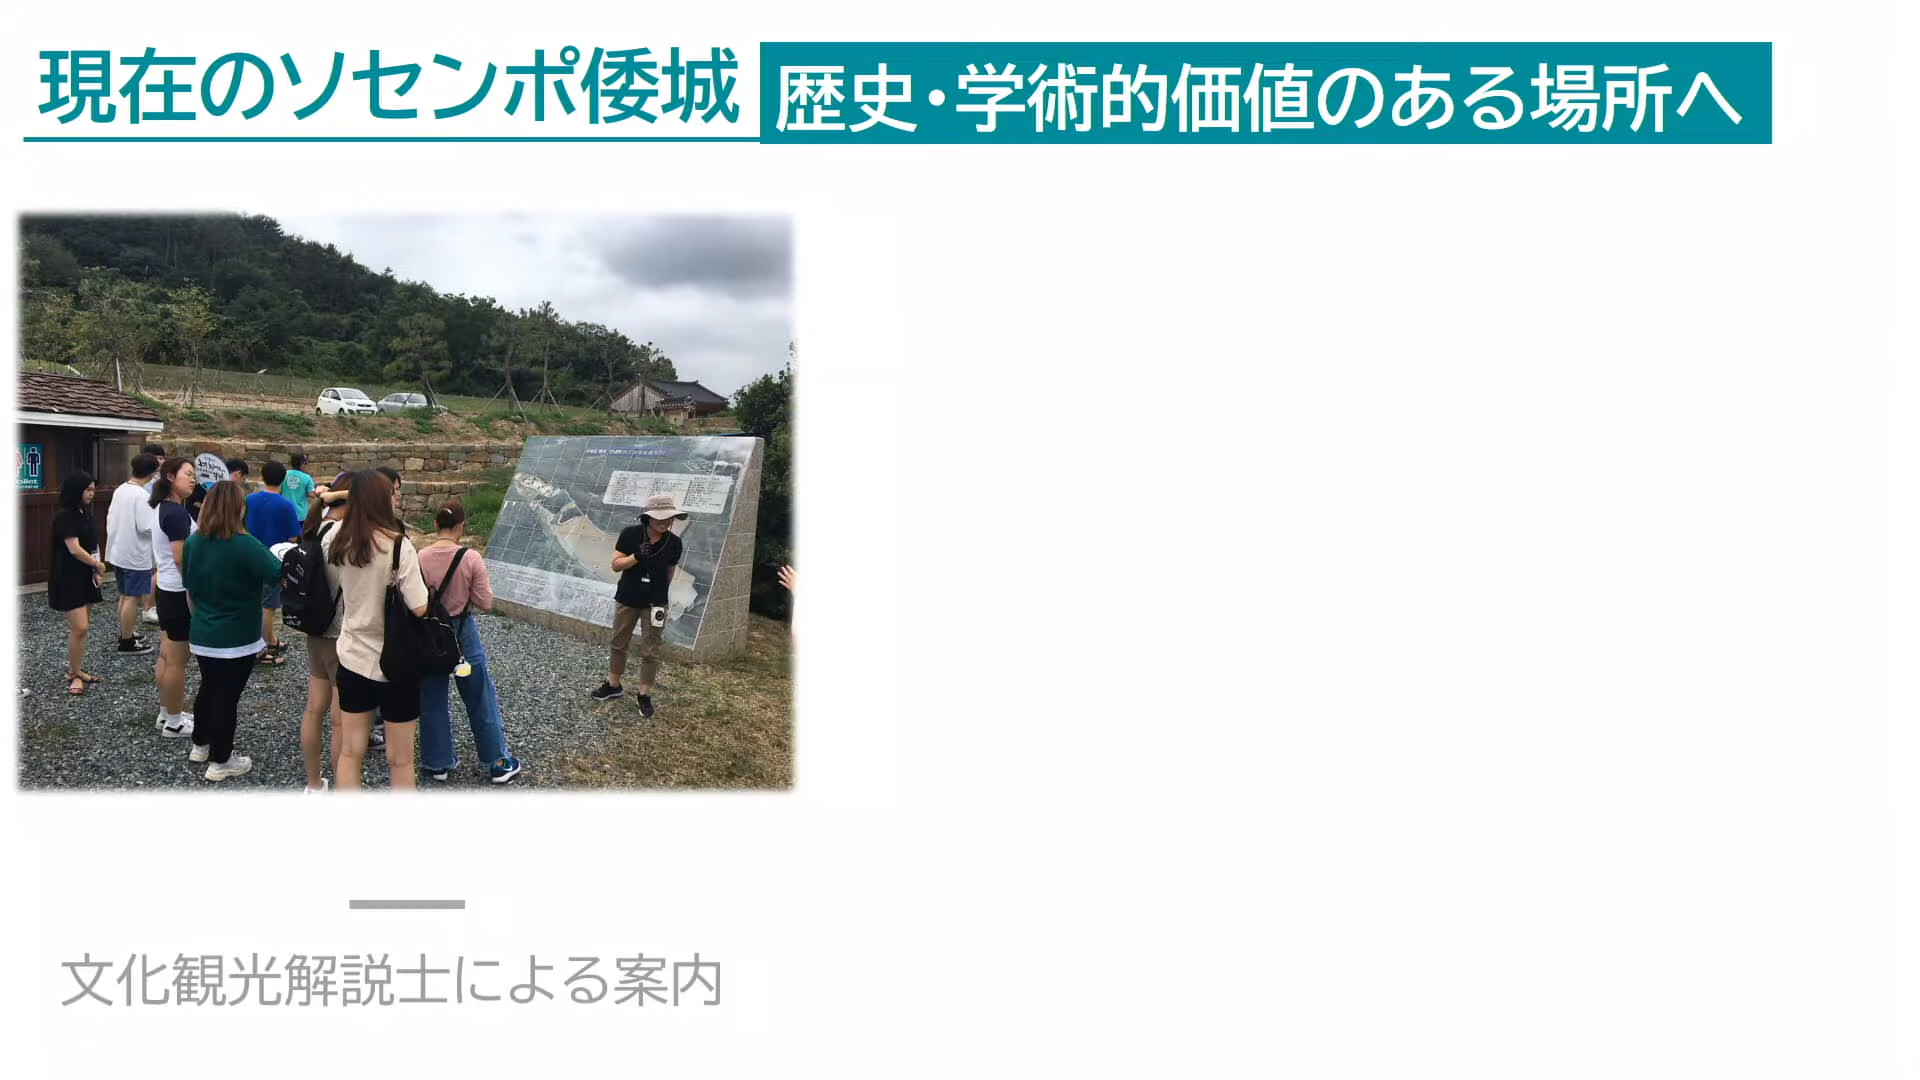 現在のソセンポ倭城
歴史・学術的価値のある場所へ
文化観光解説士による案内